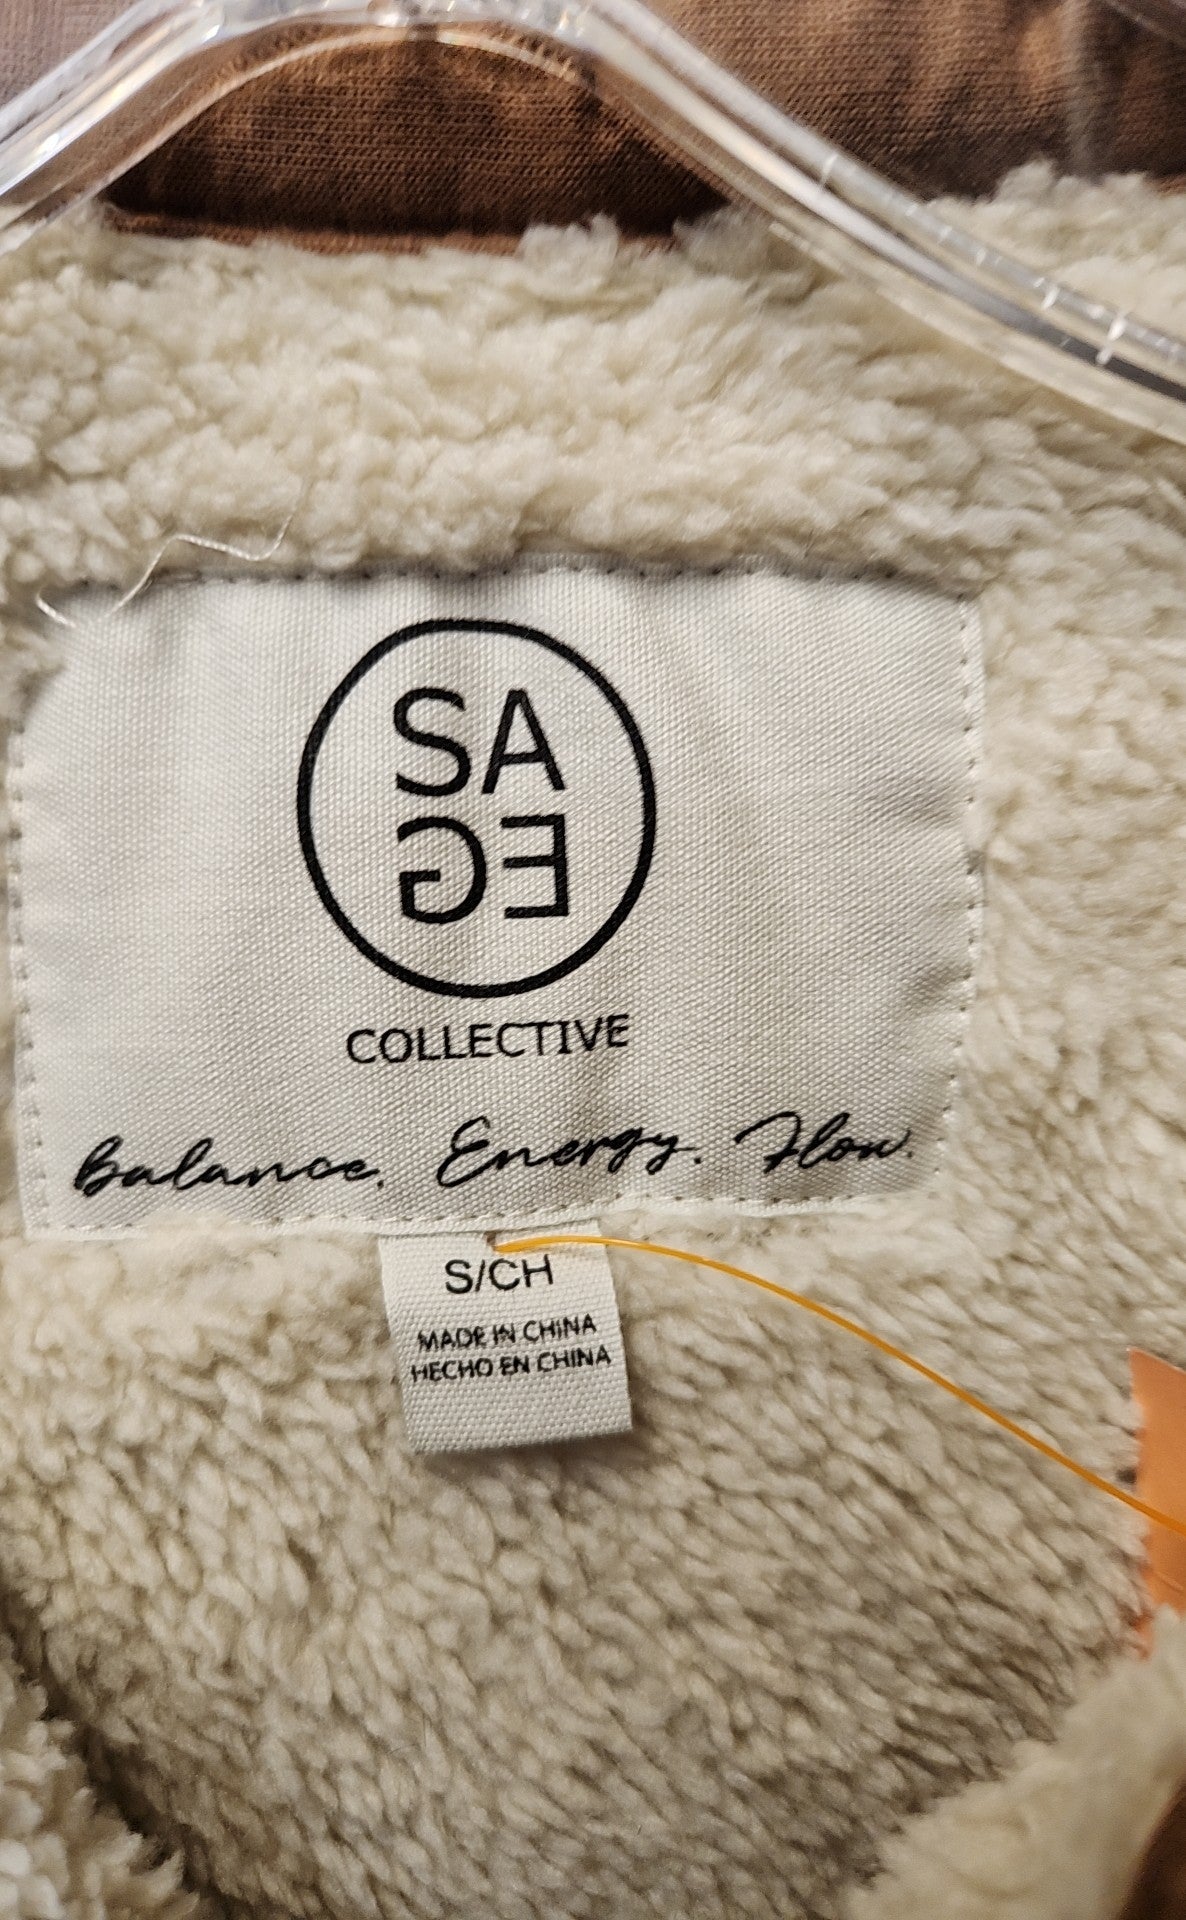 SA
GE
COLLECTIVE
Balance. Energy. Flow.
S/CH
MADE IN CHINA
HECHO EN CHINA